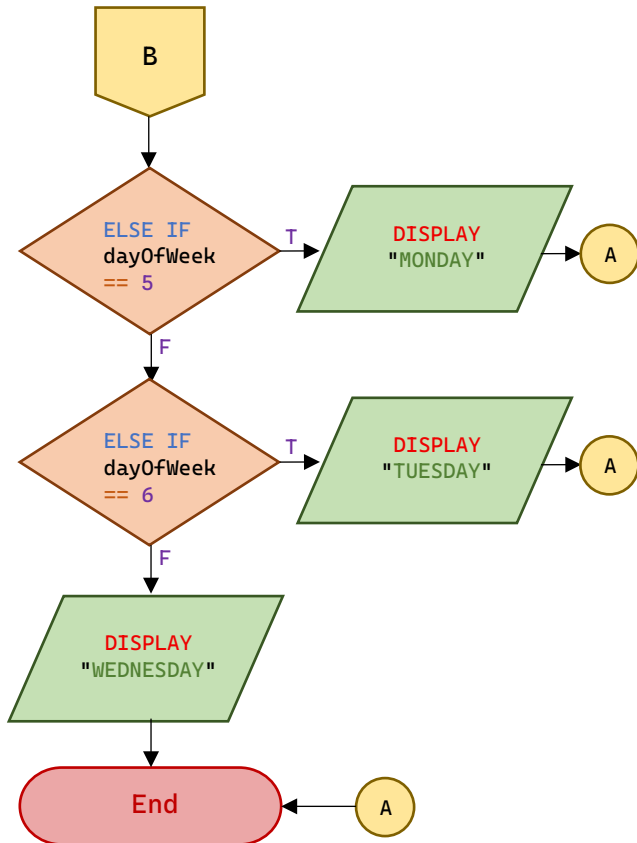 B
ELSE IF
dayOfWeek
== 5
T
DISPLAY
"MONDAY"
A
F
ELSE IF
dayOfWeek
== 6
T
DISPLAY
"TUESDAY"
A
F
DISPLAY
"WEDNESDAY"
End
A